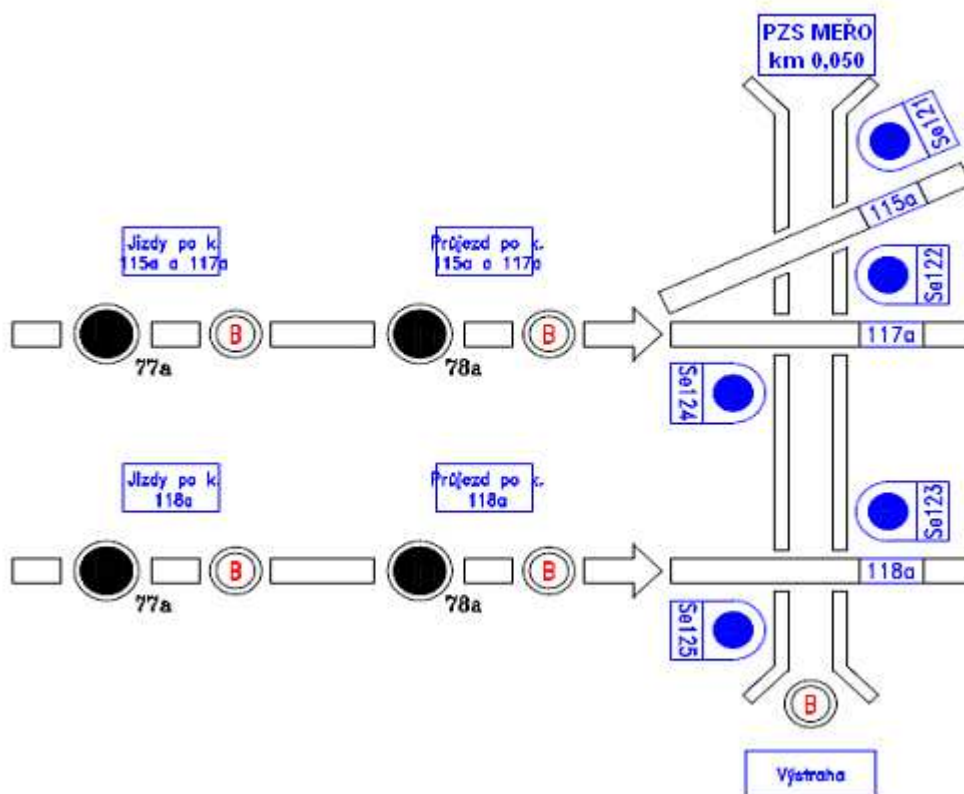 PZS MEŘO
km 0,050
Se121
115a
Jízdy po k.
115a a 117a
Průjezd po k.
115a a 117a
Se122
B
B
117a
77a
78a
Se124
Jízdy po k.
118a
Průjezd po k.
118a
Se123
B
B
118a
77a
78a
Se125
B
Výstraha